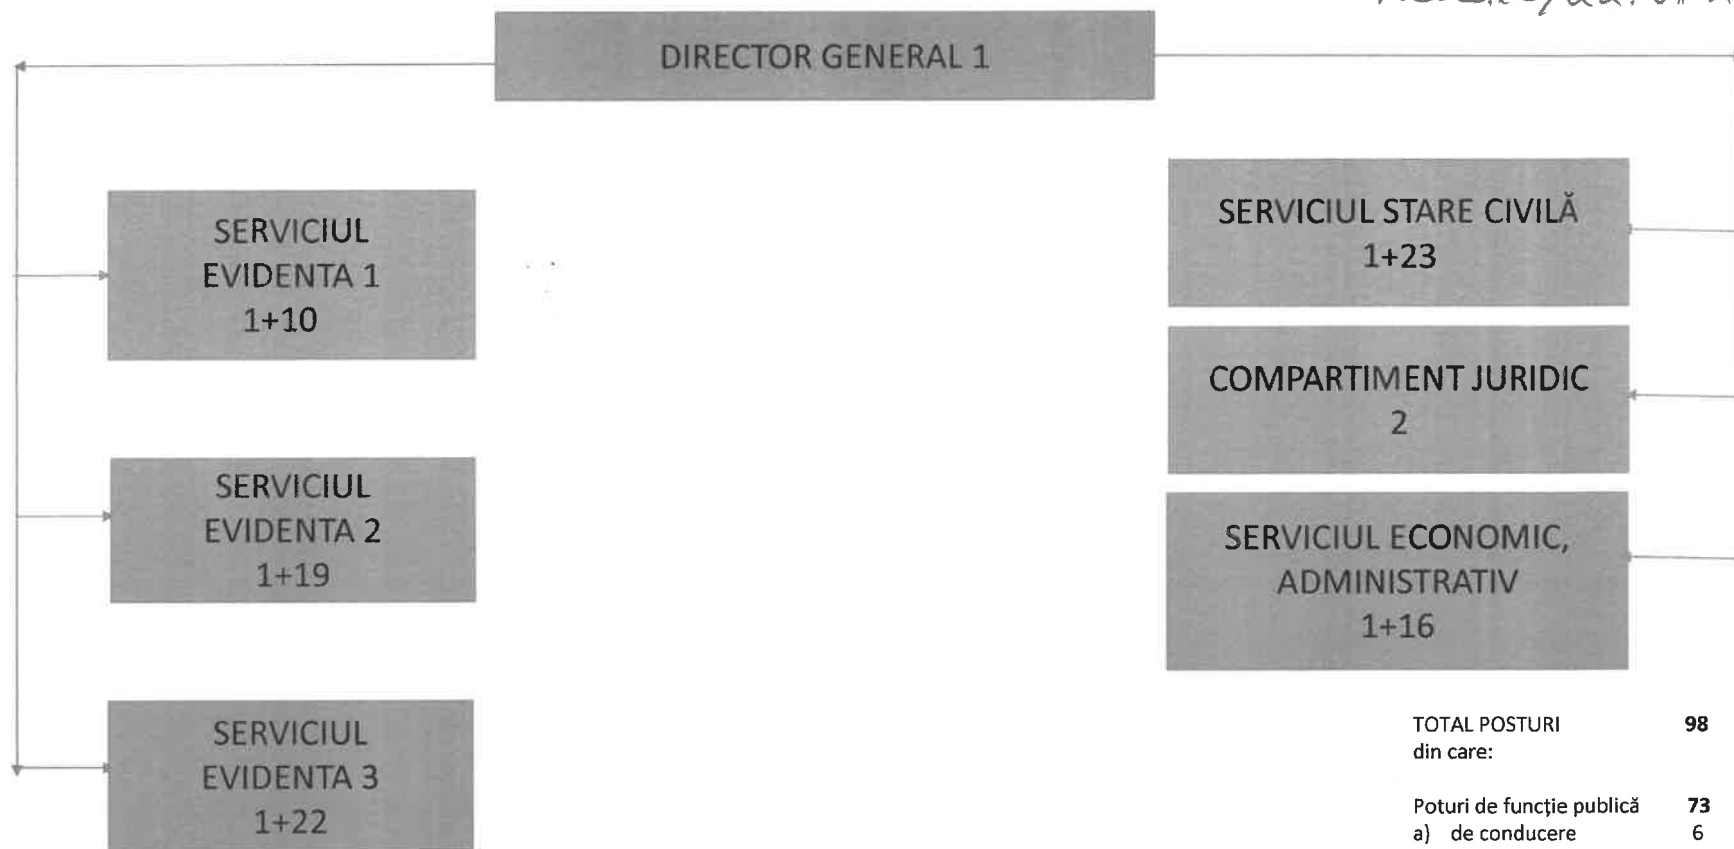 DIRECTOR GENERAL 1
SERVICIUL
EVIDENTA 1
1+10
SERVICIUL
EVIDENTA 2
1+19
SERVICIUL
EVIDENTA 3
1+22
SERVICIUL STARE CIVILĂ
1+23
COMPARTIMENT JURIDIC
2
SERVICIUL ECONOMIC,
ADMINISTRATIV
1+16
TOTAL POSTURI 98
din care:
Poturi de funcție publică 73
a) de conducere 6